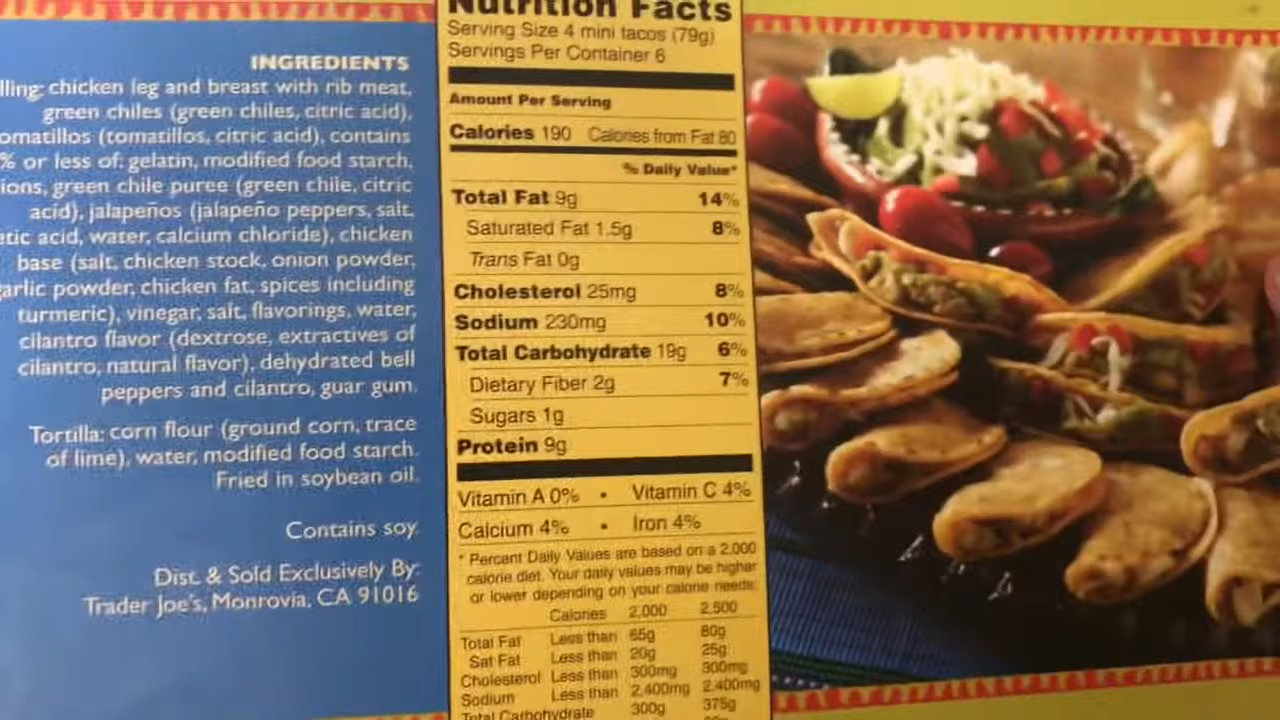 INGREDIENTS
lling: chicken leg and breast with rib meat,
green chiles (green chiles, citric acid),
omatillos (tomatillos, citric acid), contains
% or less of: gelatin, modified food starch,
ions, green chile puree (green chile, citric
acid), jalapeños (jalapeño peppers, salt,
etic acid, water, calcium chloride), chicken
base (salt, chicken stock, onion powder,
garlic powder, chicken fat, spices including
turmeric), vinegar, salt, flavorings, water,
cilantro flavor (dextrose, extractives of
cilantro, natural flavor), dehydrated bell
peppers and cilantro, guar gum.
Tortilla: corn flour (ground corn, trace
of lime), water, modified food starch.
Fried in soybean oil.
Contains soy.
Dist. & Sold Exclusively By:
Trader Joe's, Monrovia, CA 91016
Nutrition Facts
Serving Size 4 mini tacos (79g)
Servings Per Container 6
Amount Per Serving
Calories 190 Calories from Fat 80
% Daily Value*
Total Fat 9g 14%
Saturated Fat 1.5g 8%
Trans Fat 0g
Cholesterol 25mg 8%
Sodium 230mg 10%
Total Carbohydrate 19g 6%
Dietary Fiber 2g 7%
Sugars 1g
Protein 9g
Vitamin A 0% • Vitamin C 4%
Calcium 4% • Iron 4%
* Percent Daily Values are based on a 2,000
calorie diet. Your daily values may be higher
or lower depending on your calorie needs:
Calories 2,000 2,500
Total Fat Less than 65g 80g
Sat Fat Less than 20g 25g
Cholesterol Less than 300mg 300mg
Sodium Less than 2,400mg 2,400mg
Total Carbohydrate 300g 375g